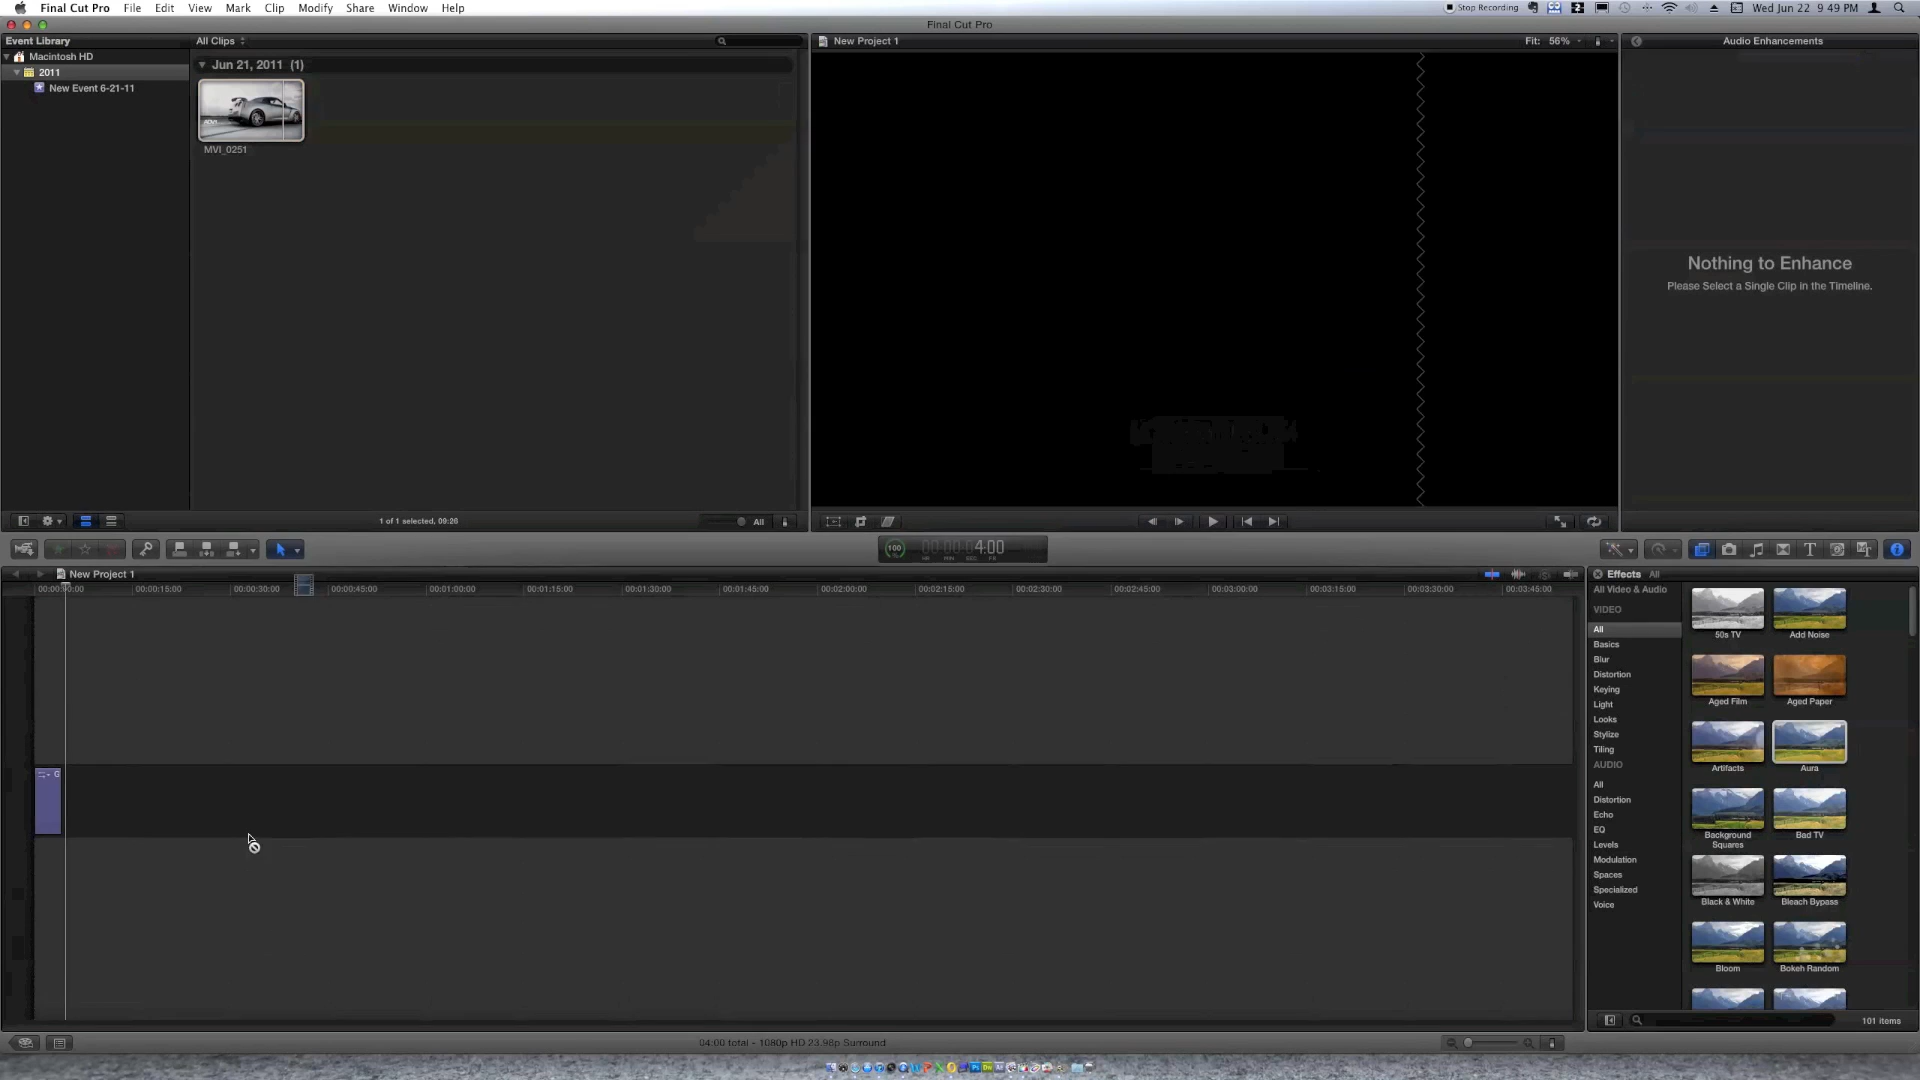 Final Cut Pro File Edit View Mark Clip Modify Share Window Help
Stop Recording Wed Jun 22 9:49 PM
Final Cut Pro
Event Library
Macintosh HD
2011
New Event 6-21-11
All Clips
Jun 21, 2011 (1)
MVI_0251
1 of 1 selected, 09:26
All
New Project 1
Fit: 56%
Audio Enhancements
Nothing to Enhance
Please Select a Single Clip in the Timeline.
100
4:00
HR MIN SEC FR
New Project 1
00:00:00:00 00:00:15:00 00:00:30:00 00:00:45:00 00:01:00:00 00:01:15:00 00:01:30:00 00:01:45:00 00:02:00:00 00:02:15:00 00:02:30:00 00:02:45:00 00:03:00:00 00:03:15:00 00:03:30:00 00:03:45:00
G
04:00 total - 1080p HD 23.98p Surround
Effects All
All Video & Audio
VIDEO
All
Basics
Blur
Distortion
Keying
Light
Looks
Stylize
Tiling
AUDIO
All
Distortion
Echo
EQ
Levels
Modulation
Spaces
Specialized
Voice
50s TV
Add Noise
Aged Film
Aged Paper
Artifacts
Aura
Background Squares
Bad TV
Black & White
Bleach Bypass
Bloom
Bokeh Random
101 items